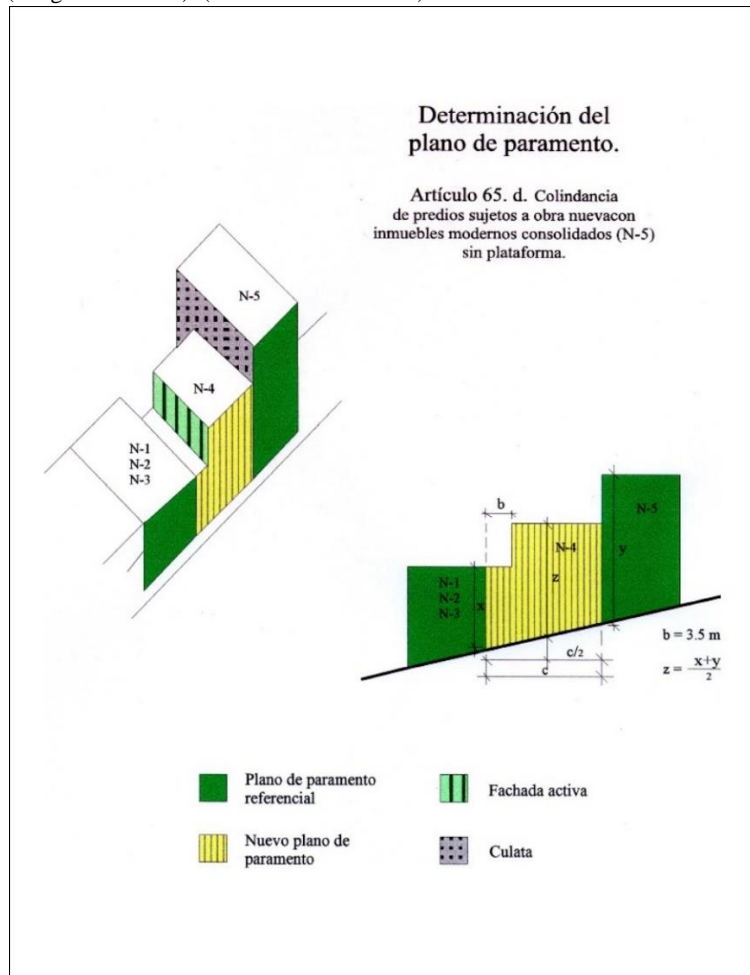 Determinación del
plano de paramento.
Artículo 65. d. Colindancia
de predios sujetos a obra nuevacon
inmuebles modernos consolidados (N-5)
sin plataforma.
N-5
N-4
N-1
N-2
N-3
b
N-5
N-4
y
z
N-1
N-2
N-3
x
c/2
c
b = 3.5 m
z = x+y
2
Plano de paramento
referencial
Fachada activa
Nuevo plano de
paramento
Culata